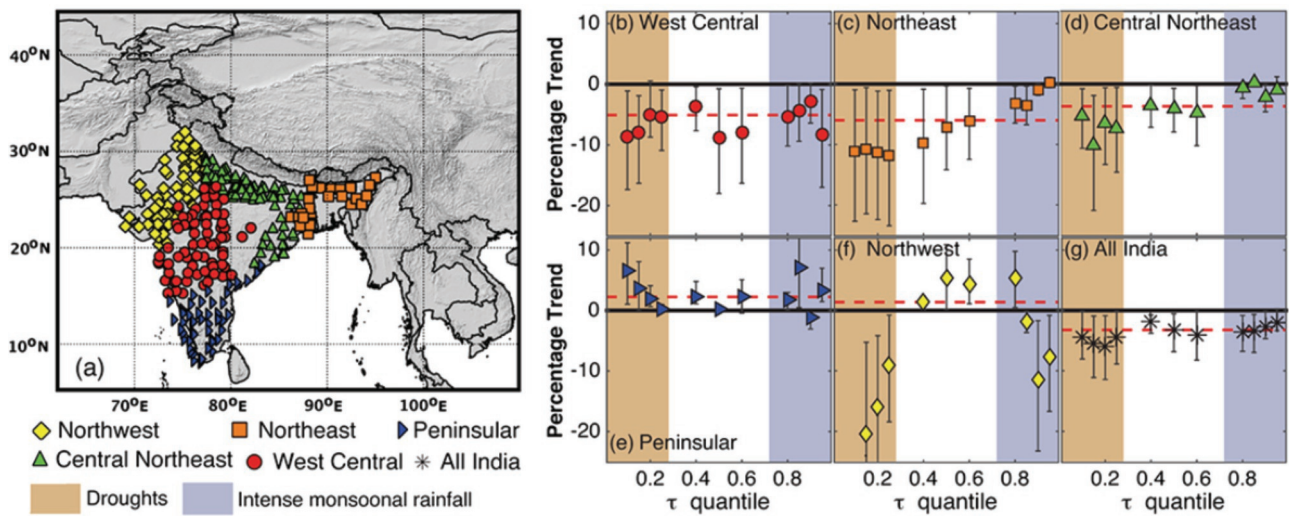 40°N
30°N
20°N
10°N
(a)
70°E 80°E 90°E 100°E
Northwest Northeast Peninsular
Central Northeast West Central All India
Droughts Intense monsoonal rainfall
(b) West Central (c) Northeast (d) Central Northeast
Percentage Trend
10
0
-10
-20
(e) Peninsular (f) Northwest (g) All India
Percentage Trend
10
0
-10
-20
0.2 0.4 0.6 0.8 0.2 0.4 0.6 0.8 0.2 0.4 0.6 0.8
τ quantile τ quantile τ quantile